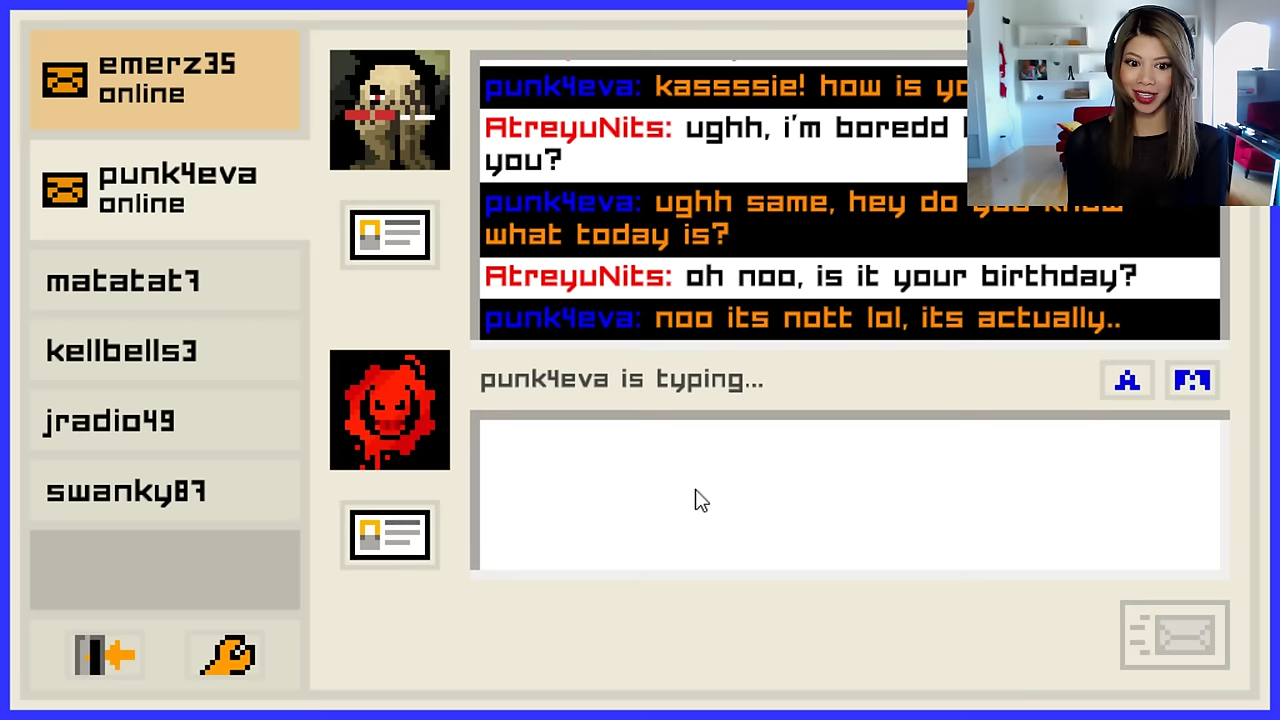 emerz35
online
punk4eva
online
matatat7
kellbells3
jradio49
swanky87
punk4eva: kassssie! how is
AtreyuNits: ughh, i'm boredd
you?
punk4eva: ughh same, hey do you know
what today is?
AtreyuNits: oh noo, is it your birthday?
punk4eva: noo its nott lol, its actually..
punk4eva is typing...
A